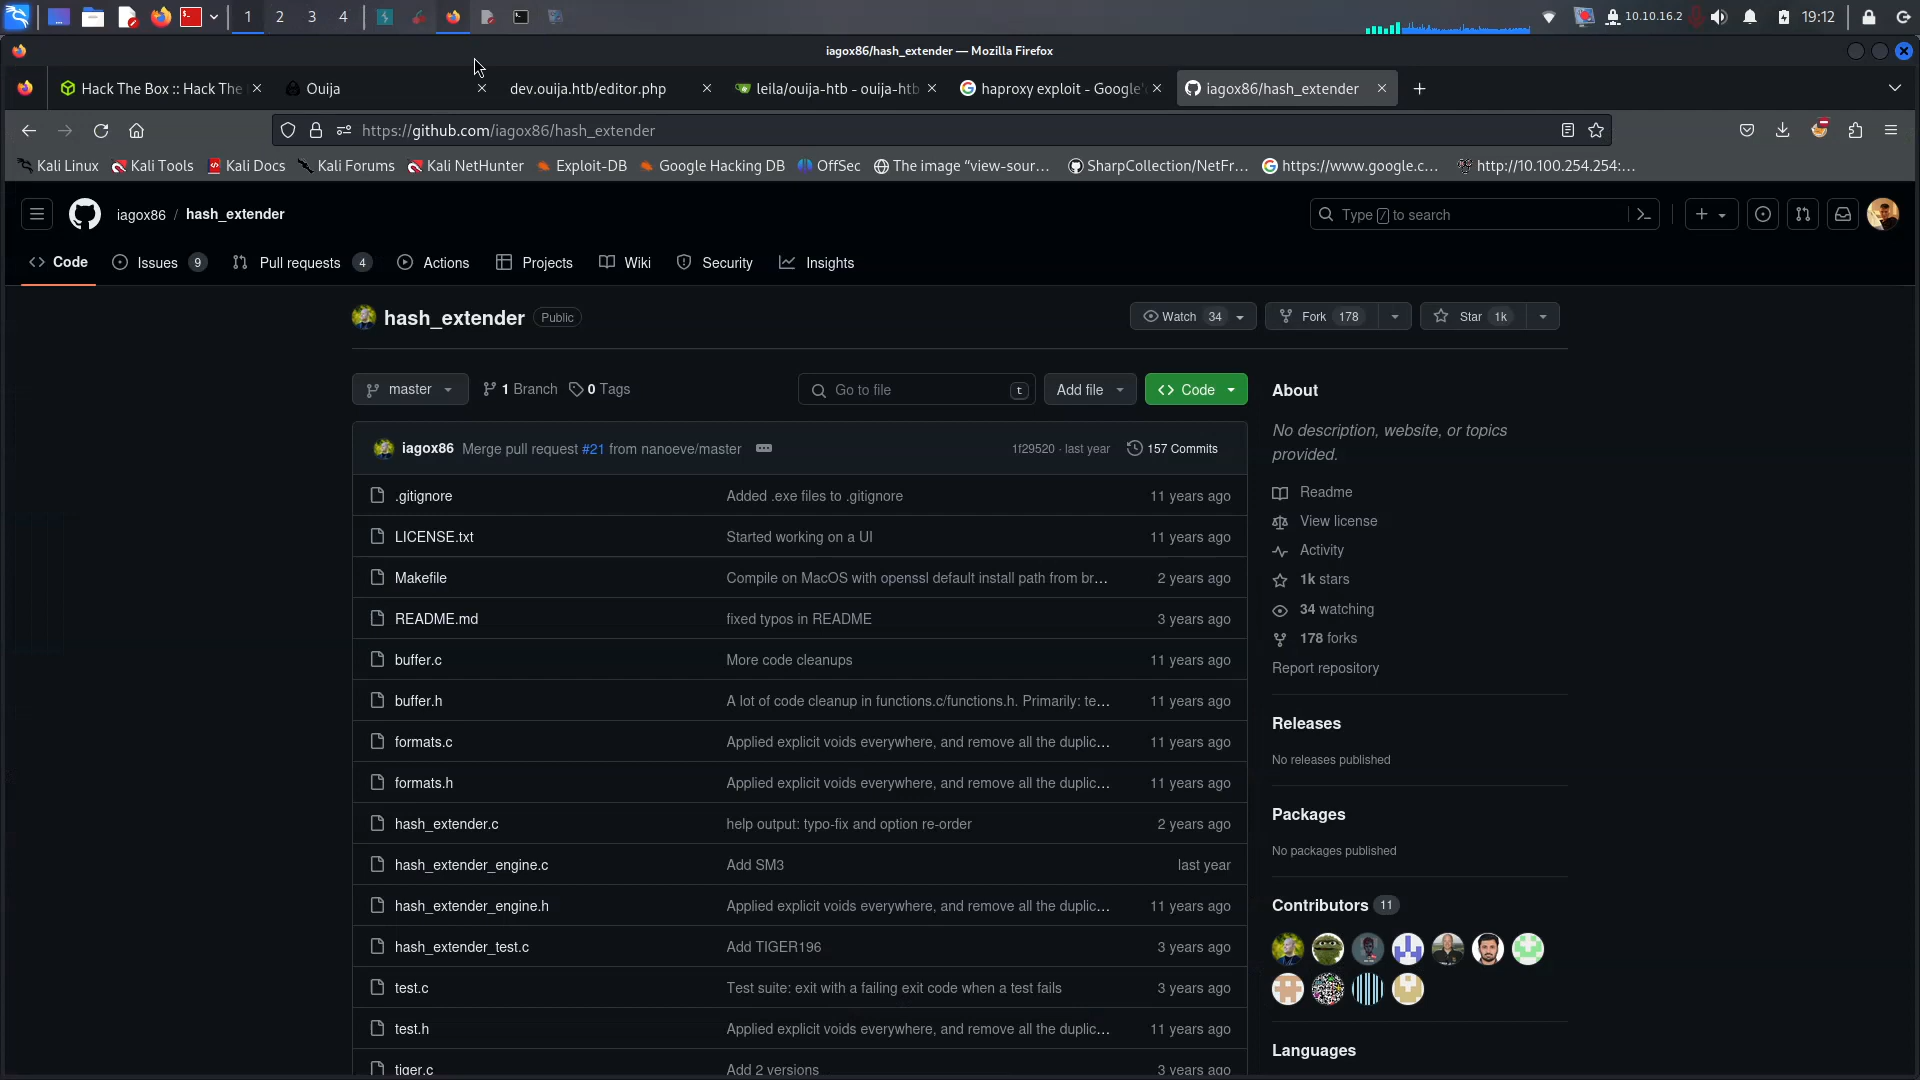 1 2 3 4 10.10.16.2 19:12
iagox86/hash_extender — Mozilla Firefox
Hack The Box :: Hack The Ouija dev.ouija.htb/editor.php leila/ouija-htb - ouija-htb haproxy exploit - Google' iagox86/hash_extender
https://github.com/iagox86/hash_extender
Kali Linux Kali Tools Kali Docs Kali Forums Kali NetHunter Exploit-DB Google Hacking DB OffSec The image “view-sour... SharpCollection/NetFr... https://www.google.c... http://10.100.254.254:...
iagox86 / hash_extender Type / to search
Code Issues 9 Pull requests 4 Actions Projects Wiki Security Insights
hash_extender Public Watch 34 Fork 178 Star 1k
master 1 Branch 0 Tags Go to file t Add file Code
iagox86 Merge pull request #21 from nanoeve/master 1f29520 · last year 157 Commits
.gitignore Added .exe files to .gitignore 11 years ago
LICENSE.txt Started working on a UI 11 years ago
Makefile Compile on MacOS with openssl default install path from br... 2 years ago
README.md fixed typos in README 3 years ago
buffer.c More code cleanups 11 years ago
buffer.h A lot of code cleanup in functions.c/functions.h. Primarily: te... 11 years ago
formats.c Applied explicit voids everywhere, and remove all the duplic... 11 years ago
formats.h Applied explicit voids everywhere, and remove all the duplic... 11 years ago
hash_extender.c help output: typo-fix and option re-order 2 years ago
hash_extender_engine.c Add SM3 last year
hash_extender_engine.h Applied explicit voids everywhere, and remove all the duplic... 11 years ago
hash_extender_test.c Add TIGER196 3 years ago
test.c Test suite: exit with a failing exit code when a test fails 3 years ago
test.h Applied explicit voids everywhere, and remove all the duplic... 11 years ago
tiger.c Add 2 versions 3 years ago
About
No description, website, or topics
provided.
Readme
View license
Activity
1k stars
34 watching
178 forks
Report repository
Releases
No releases published
Packages
No packages published
Contributors 11
Languages